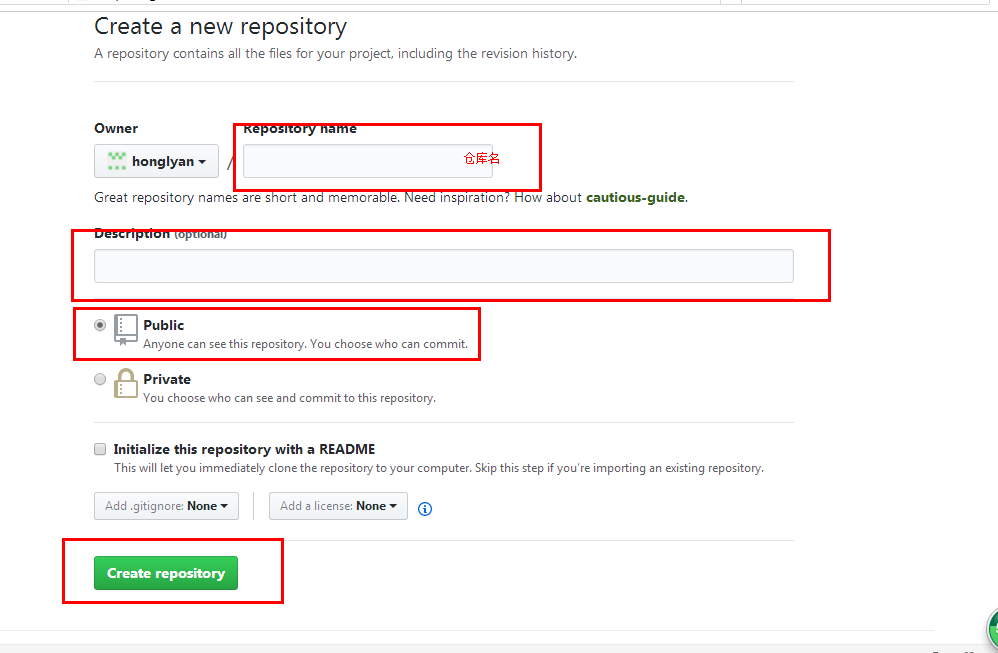 Create a new repository
A repository contains all the files for your project, including the revision history.
Owner
Repository name
honglyan
/
仓库名
Great repository names are short and memorable. Need inspiration? How about cautious-guide.
Description (optional)
Public
Anyone can see this repository. You choose who can commit.
Private
You choose who can see and commit to this repository.
Initialize this repository with a README
This will let you immediately clone the repository to your computer. Skip this step if you're importing an existing repository.
Add .gitignore: None
Add a license: None
Create repository